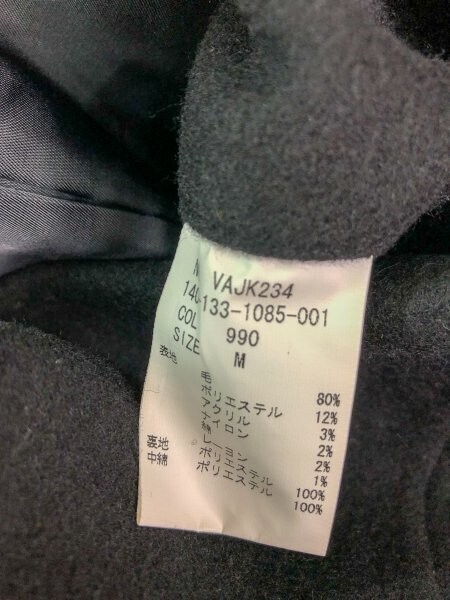 VAJK234
140-133-1085-001
COL 990
SIZE M
表地 毛 80%
ポリエステル 12%
アクリル 3%
ナイロン 2%
綿 2%
レーヨン 1%
裏地 ポリエステル 100%
中綿 ポリエステル 100%